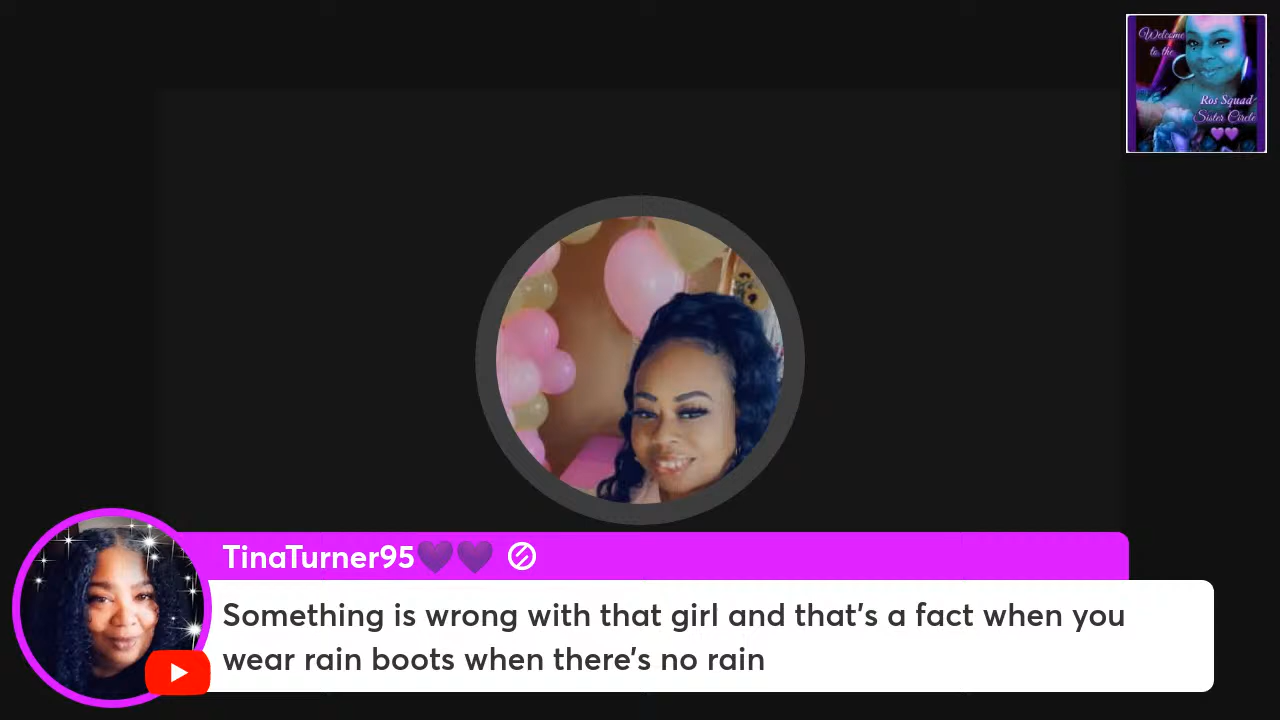 Welcome
to the
Ros Squad
Sister Circle
TinaTurner95💜💜
Something is wrong with that girl and that's a fact when you
wear rain boots when there's no rain